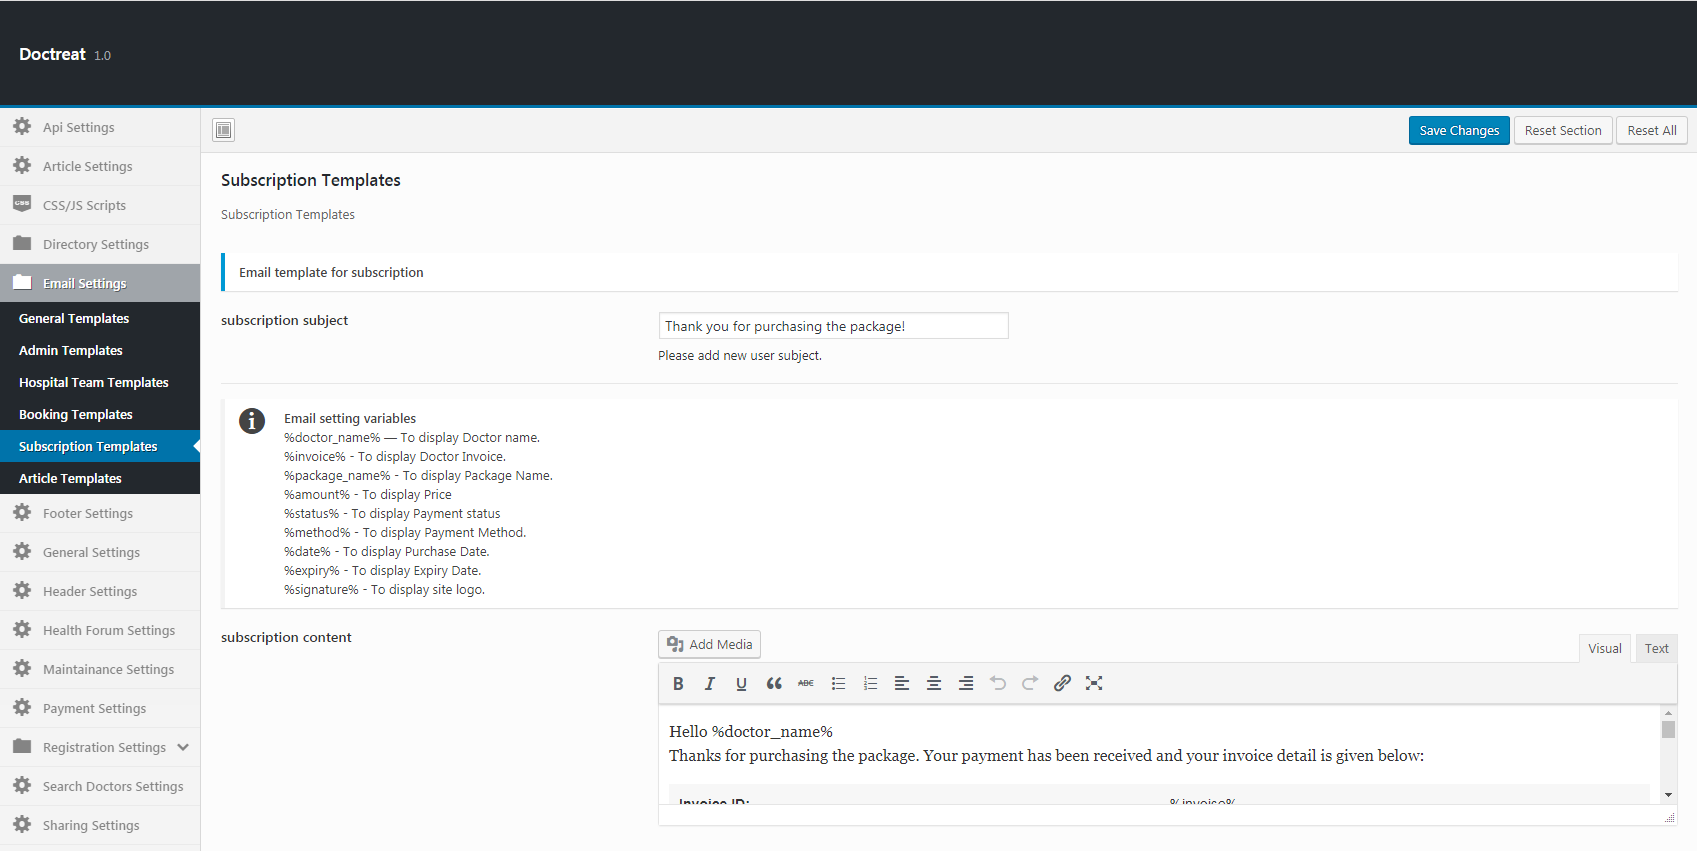 Doctreat 1.0
Api Settings
Article Settings
CSS/JS Scripts
Directory Settings
Email Settings
General Templates
Admin Templates
Hospital Team Templates
Booking Templates
Subscription Templates
Article Templates
Footer Settings
General Settings
Header Settings
Health Forum Settings
Maintainance Settings
Payment Settings
Registration Settings
Search Doctors Settings
Sharing Settings
Save Changes Reset Section Reset All
Subscription Templates
Subscription Templates
Email template for subscription
subscription subject
Thank you for purchasing the package!
Please add new user subject.
Email setting variables
%doctor_name% — To display Doctor name.
%invoice% - To display Doctor Invoice.
%package_name% - To display Package Name.
%amount% - To display Price
%status% - To display Payment status
%method% - To display Payment Method.
%date% - To display Purchase Date.
%expiry% - To display Expiry Date.
%signature% - To display site logo.
subscription content
Add Media
Visual Text
B I U ABC
Hello %doctor_name%
Thanks for purchasing the package. Your payment has been received and your invoice detail is given below:
Invoice ID: %invoice%